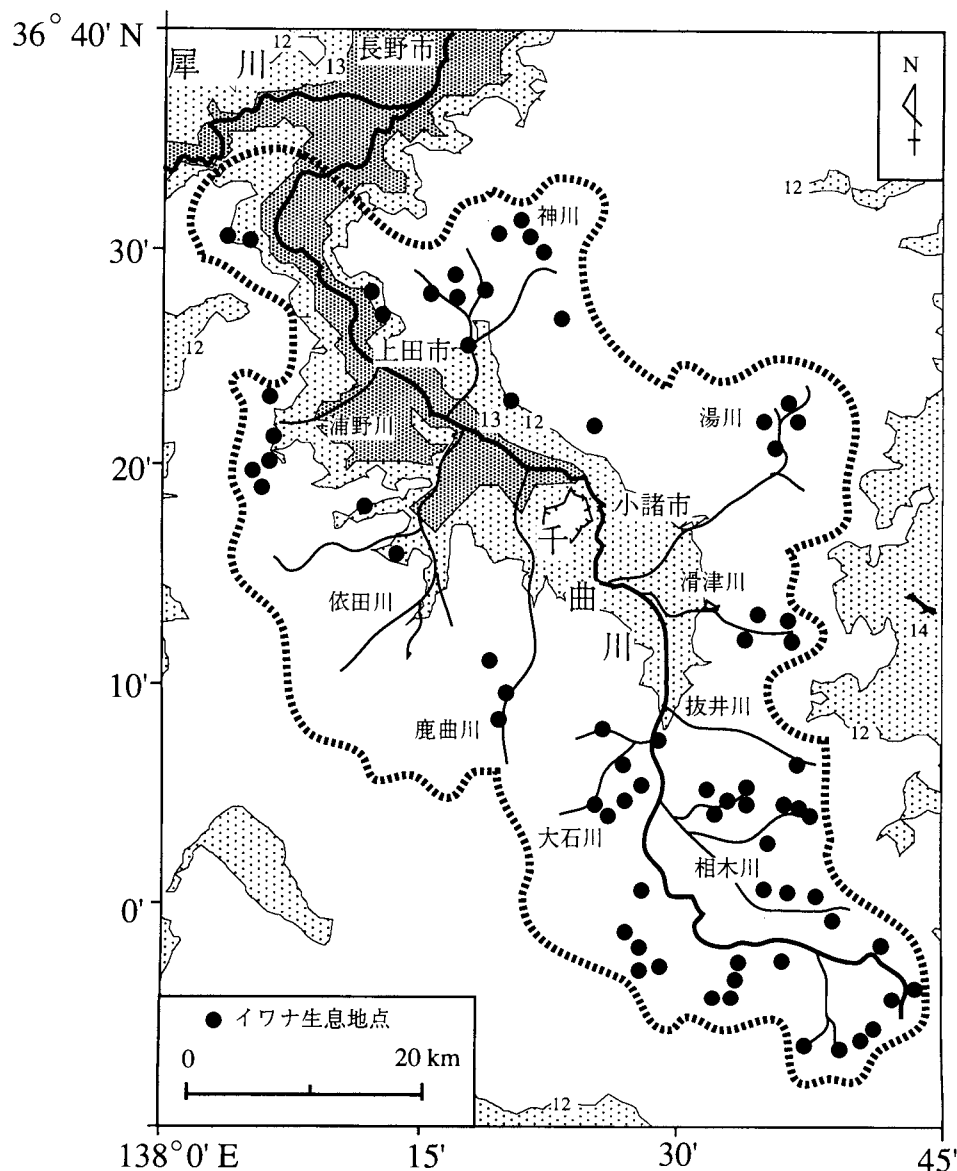 36° 40' N
12
長野市
犀川
13
N
12
神川
30'
12
上田市
湯川
13
12
浦野川
20'
小諸市
千曲川
滑津川
依田川
14
10'
抜井川
12
鹿曲川
大石川
相木川
0'
イワナ生息地点
0 20 km
12
138° 0' E 15' 30' 45'